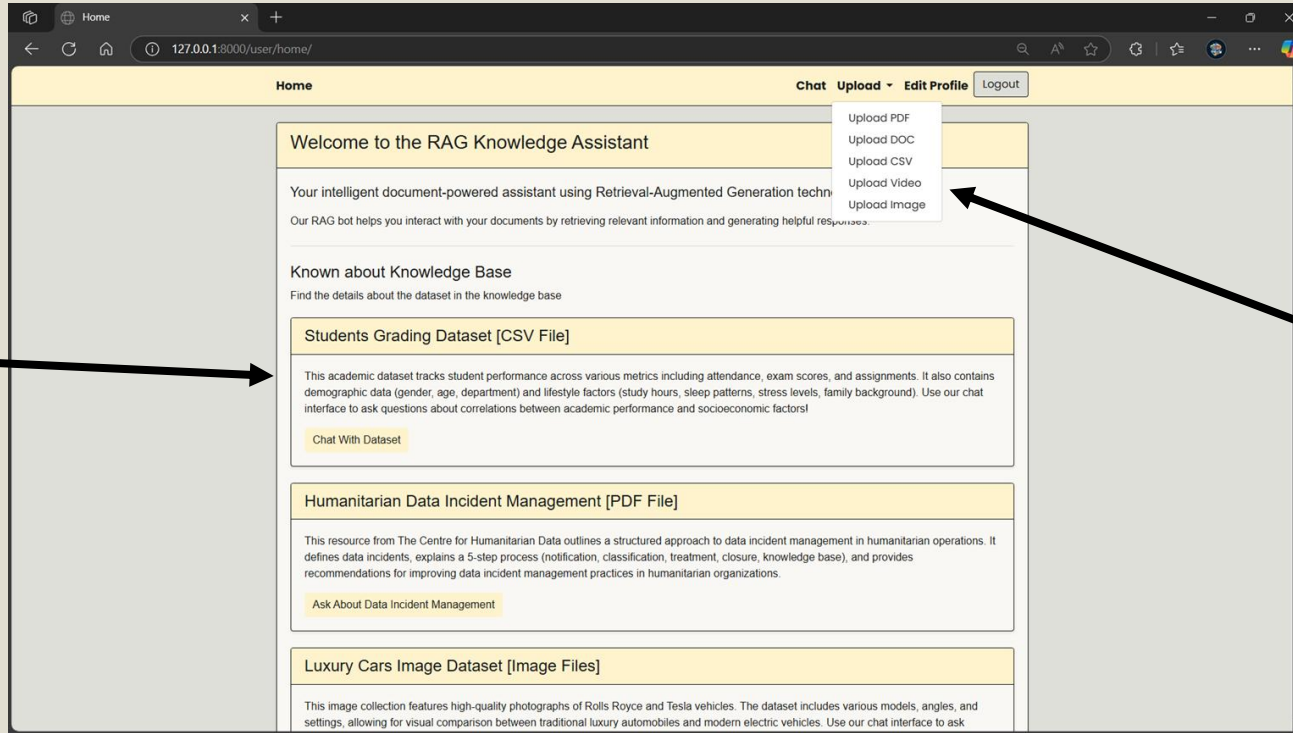 Home
127.0.0.1:8000/user/home/
Home Chat Upload Edit Profile Logout
Upload PDF
Upload DOC
Upload CSV
Upload Video
Upload Image
Welcome to the RAG Knowledge Assistant
Your intelligent document-powered assistant using Retrieval-Augmented Generation
Our RAG bot helps you interact with your documents by retrieving relevant information and generating helpful responses.
Known about Knowledge Base
Find the details about the dataset in the knowledge base
Students Grading Dataset [CSV File]
This academic dataset tracks student performance across various metrics including attendance, exam scores, and assignments. It also contains
demographic data (gender, age, department) and lifestyle factors (study hours, sleep patterns, stress levels, family background). Use our chat
interface to ask questions about correlations between academic performance and socioeconomic factors!
Chat With Dataset
Humanitarian Data Incident Management [PDF File]
This resource from The Centre for Humanitarian Data outlines a structured approach to data incident management in humanitarian operations. It
defines data incidents, explains a 5-step process (notification, classification, treatment, closure, knowledge base), and provides
recommendations for improving data incident management practices in humanitarian organizations.
Ask About Data Incident Management
Luxury Cars Image Dataset [Image Files]
This image collection features high-quality photographs of Rolls Royce and Tesla vehicles. The dataset includes various models, angles, and
settings, allowing for visual comparison between traditional luxury automobiles and modern electric vehicles. Use our chat interface to ask